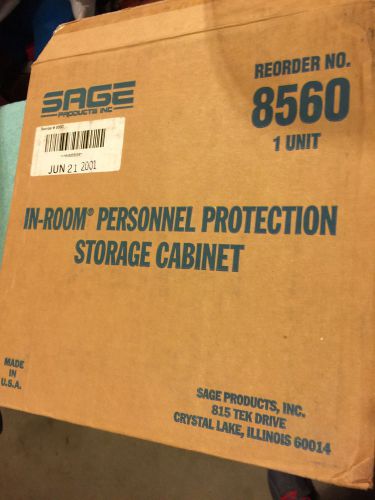 SAGE
PRODUCTS INC
REORDER NO.
8560
1 UNIT
JUN 21 2001
IN-ROOM® PERSONNEL PROTECTION
STORAGE CABINET
MADE
IN
U.S.A.
SAGE PRODUCTS, INC.
815 TEK DRIVE
CRYSTAL LAKE, ILLINOIS 60014